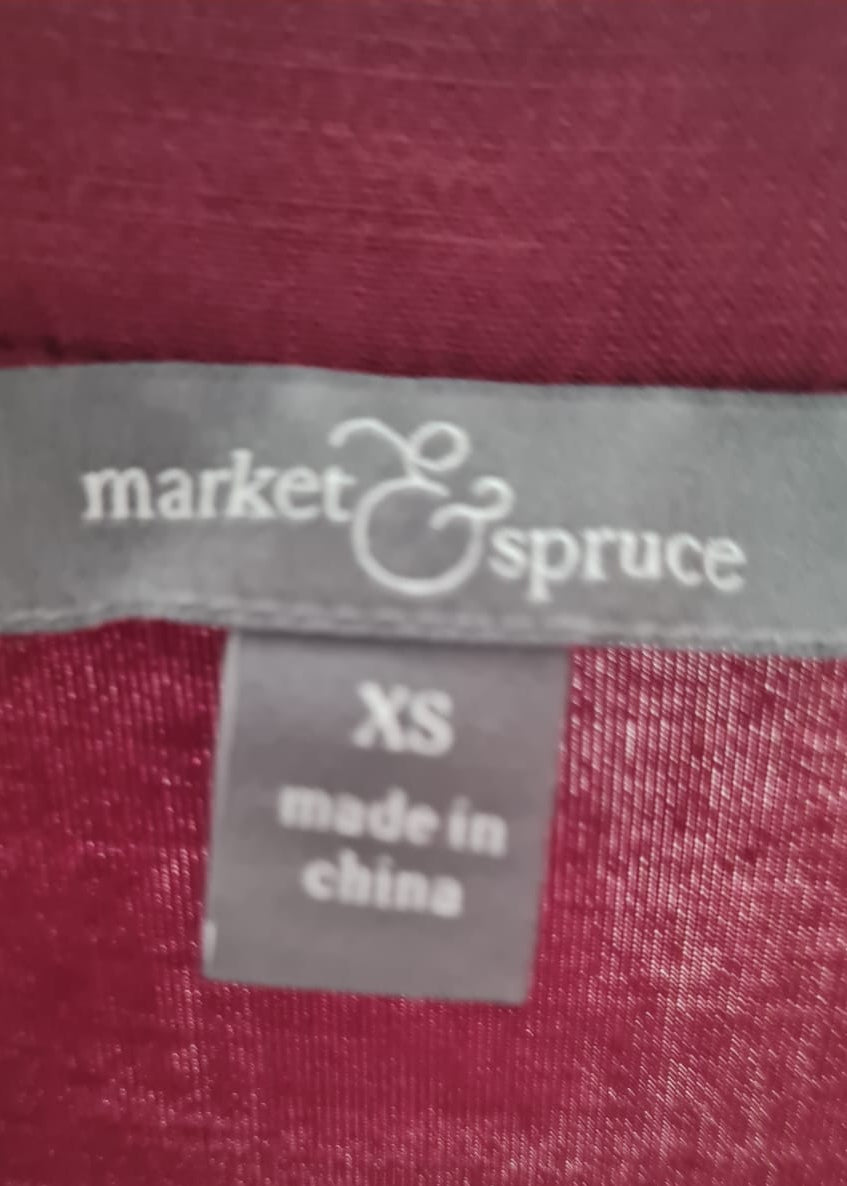 market & spruce
XS
made in
china